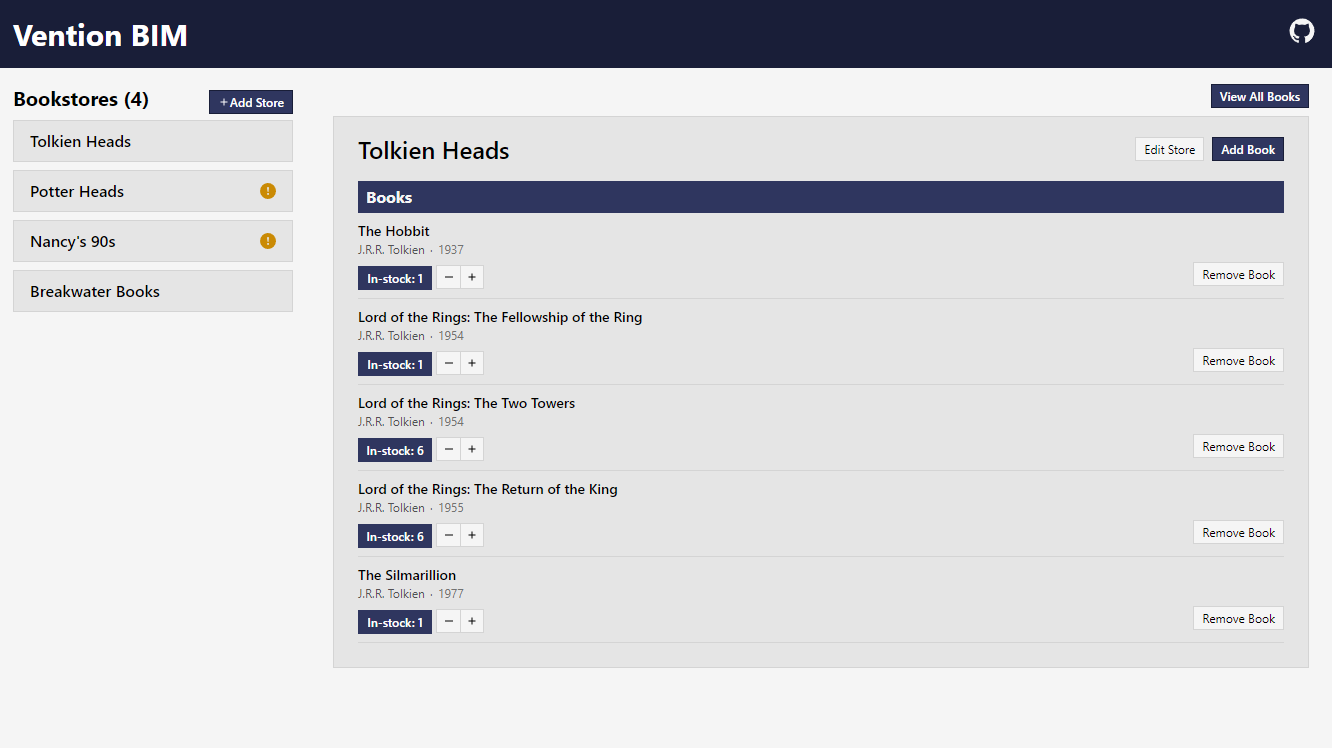 Vention BIM
Bookstores (4)
+ Add Store
Tolkien Heads
Potter Heads
!
Nancy's 90s
!
Breakwater Books
View All Books
Tolkien Heads
Edit Store
Add Book
Books
The Hobbit
J.R.R. Tolkien · 1937
In-stock: 1
− +
Remove Book
Lord of the Rings: The Fellowship of the Ring
J.R.R. Tolkien · 1954
In-stock: 1
− +
Remove Book
Lord of the Rings: The Two Towers
J.R.R. Tolkien · 1954
In-stock: 6
− +
Remove Book
Lord of the Rings: The Return of the King
J.R.R. Tolkien · 1955
In-stock: 6
− +
Remove Book
The Silmarillion
J.R.R. Tolkien · 1977
In-stock: 1
− +
Remove Book